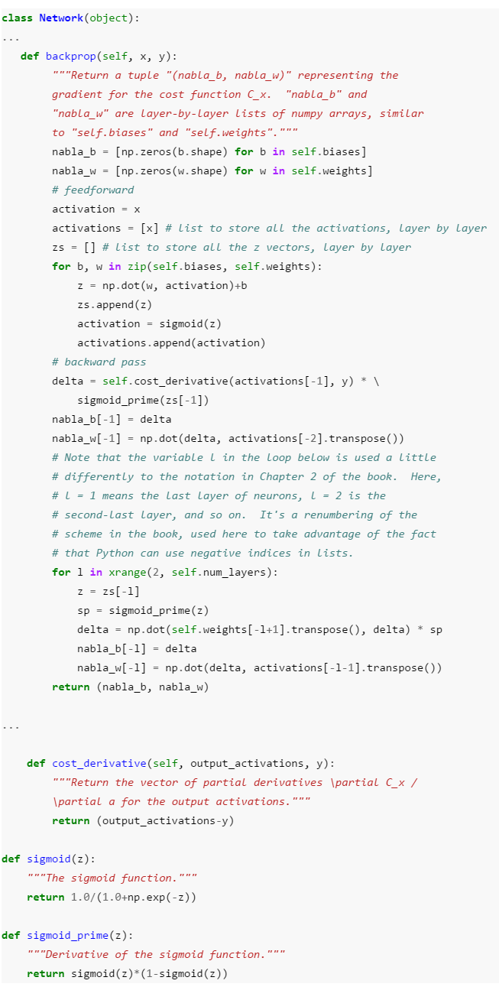 class Network(object):
...
   def backprop(self, x, y):
        """Return a tuple "(nabla_b, nabla_w)" representing the
        gradient for the cost function C_x.  "nabla_b" and
        "nabla_w" are layer-by-layer lists of numpy arrays, similar
        to "self.biases" and "self.weights"."""
        nabla_b = [np.zeros(b.shape) for b in self.biases]
        nabla_w = [np.zeros(w.shape) for w in self.weights]
        # feedforward
        activation = x
        activations = [x] # list to store all the activations, layer by layer
        zs = [] # list to store all the z vectors, layer by layer
        for b, w in zip(self.biases, self.weights):
            z = np.dot(w, activation)+b
            zs.append(z)
            activation = sigmoid(z)
            activations.append(activation)
        # backward pass
        delta = self.cost_derivative(activations[-1], y) * \
            sigmoid_prime(zs[-1])
        nabla_b[-1] = delta
        nabla_w[-1] = np.dot(delta, activations[-2].transpose())
        # Note that the variable l in the loop below is used a little
        # differently to the notation in Chapter 2 of the book.  Here,
        # l = 1 means the last layer of neurons, l = 2 is the
        # second-last layer, and so on.  It's a renumbering of the
        # scheme in the book, used here to take advantage of the fact
        # that Python can use negative indices in lists.
        for l in xrange(2, self.num_layers):
            z = zs[-l]
            sp = sigmoid_prime(z)
            delta = np.dot(self.weights[-l+1].transpose(), delta) * sp
            nabla_b[-l] = delta
            nabla_w[-l] = np.dot(delta, activations[-l-1].transpose())
        return (nabla_b, nabla_w)

...

    def cost_derivative(self, output_activations, y):
        """Return the vector of partial derivatives \partial C_x /
        \partial a for the output activations."""
        return (output_activations-y)

def sigmoid(z):
    """The sigmoid function."""
    return 1.0/(1.0+np.exp(-z))

def sigmoid_prime(z):
    """Derivative of the sigmoid function."""
    return sigmoid(z)*(1-sigmoid(z))